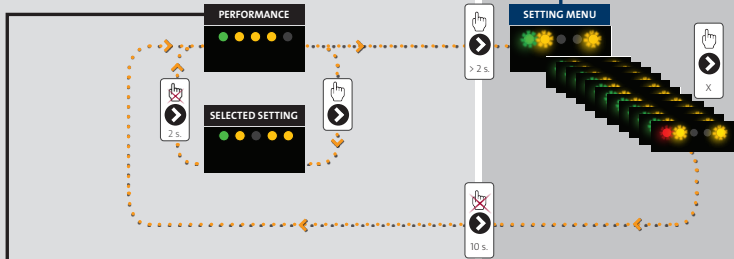 PERFORMANCE
SETTING MENU
> 2 s.
X
2 s.
SELECTED SETTING
10 s.